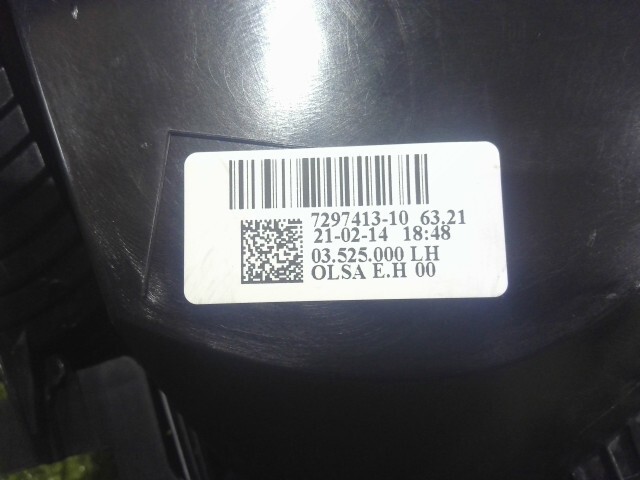 7297413-10 63.21
21-02-14 18:48
03.525.000 LH
OLSA E.H 00